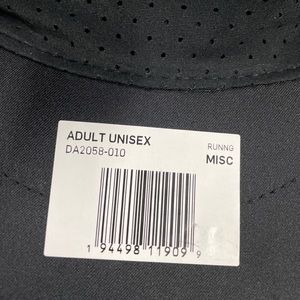 ADULT UNISEX
DA2058-010
RUNNG
MISC
1 94498 11909 9